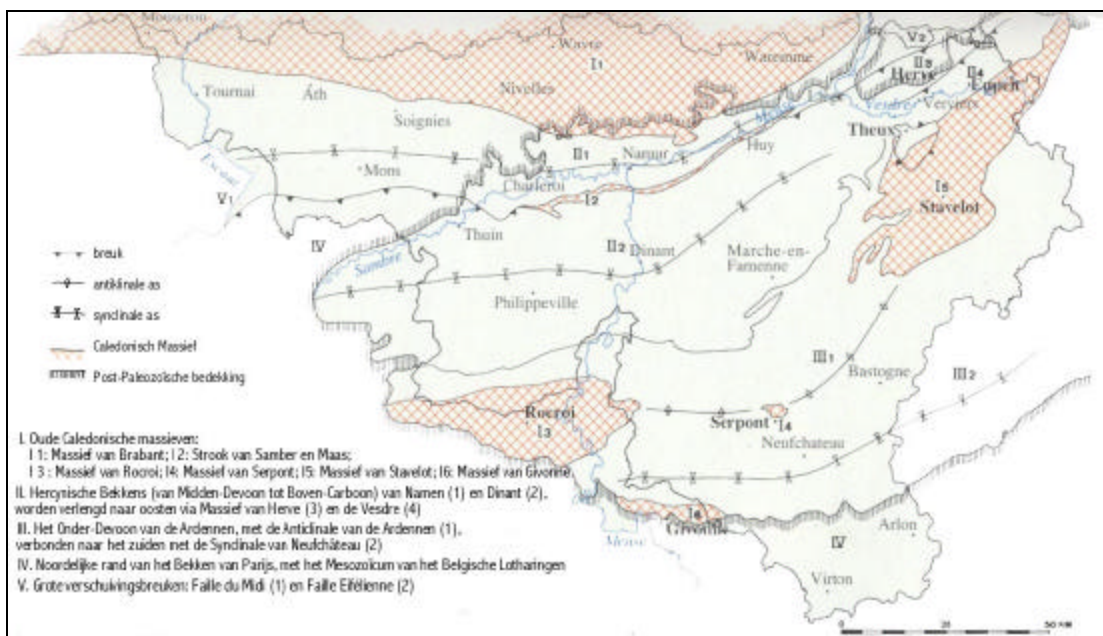 Mouscron
Wavre
I1
Waremme
V2
II3
Herve
II4
Eupen
Tournai
Ath
Nivelles
Liège
Vesdre
Verviers
Soignies
Meuse
Theux
Huy
II1
Namur
Mons
Charleroi
I5
Stavelot
Escaut
V1
I2
Thuin
IV
II2
Dinant
Marche-en-
Famenne
Sambre
Philippeville
breuk
antiklinale as
synclinale as
Caledonisch Massief
Post-Paleozoïsche bedekking
III1
Bastogne
III2
Rocroi
I3
Serpont
I4
Neufchateau
I6
Givonne
Meuse
Arlon
IV
Virton
I. Oude Caledonische massieven:
I 1: Massief van Brabant; I 2: Strook van Samber en Maas;
I 3 : Massief van Rocroi; I4: Massief van Serpont; I5: Massief van Stavelot; I6: Massief van Givonne
II. Hercynische Bekkens (van Midden-Devoon tot Boven-Carboon) van Namen (1) en Dinant (2),
worden verlengd naar oosten via Massief van Herve (3) en de Vesdre (4)
III. Het Onder-Devoon van de Ardennen, met de Anticlinale van de Ardennen (1),
verbonden naar het zuiden met de Synclinale van Neufchâteau (2)
IV. Noordelijke rand van het Bekken van Parijs, met het Mesozoïcum van het Belgische Lotharingen
V. Grote verschuivingsbreuken: Faille du Midi (1) en Faille Eifélienne (2)
0
50 KM